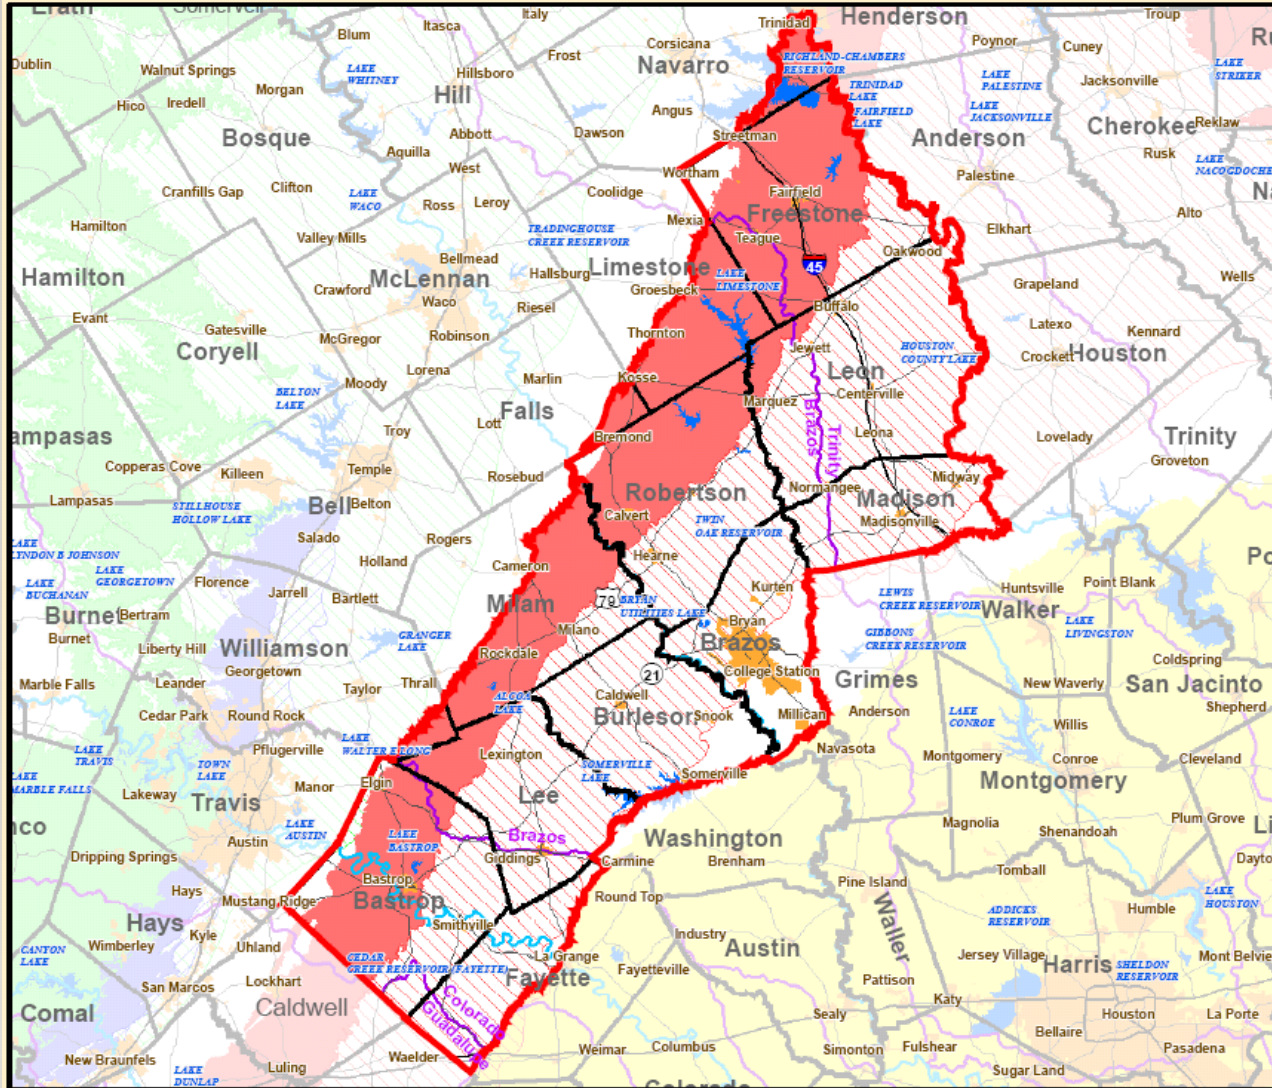 Erath
Somervell
Itasca
Italy
Trinidad
Henderson
Troup
Blum
Corsicana
Poynor
Cuney
Ru
Dublin
Walnut Springs
LAKE
WHITNEY
Hillsboro
Frost
Navarro
RICHLAND-CHAMBERS
RESERVOIR
LAKE
PALESTINE
Jacksonville
LAKE
STRIKER
Morgan
Hill
TRINIDAD
LAKE
Hico
Iredell
Angus
FAIRFIELD
LAKE
LAKE
JACKSONVILLE
Bosque
Abbott
Dawson
Streetman
Anderson
Cherokee
Reklaw
Aquilla
West
Wortham
Rusk
LAKE
NACOGDOCHE
Cranfills Gap
Clifton
LAKE
WACO
Coolidge
Fairfield
Palestine
Na
Ross
Leroy
Freestone
Alto
Hamilton
Valley Mills
TRADINGHOUSE
CREEK RESERVOIR
Mexia
Teague
Elkhart
Bellmead
Oakwood
Hamilton
McLennan
Hallsburg
Limestone
LAKE
LIMESTONE
45
Wells
Crawford
Waco
Riesel
Groesbeck
Grapeland
Evant
Gatesville
Robinson
Thornton
Buffalo
Latexo
Kennard
McGregor
Coryell
Jewett
HOUSTON
COUNTY LAKE
Crockett
Houston
Lorena
Marlin
Kosse
Leon
Moody
BELTON
LAKE
Falls
Marquez
Centerville
Brazos
Trinity
Troy
Lott
Bremond
Leona
Lovelady
Trinity
ampasas
Groveton
Copperas Cove
Killeen
Temple
Rosebud
Midway
Lampasas
Bell
Belton
Robertson
Normangee
Madison
STILLHOUSE
HOLLOW LAKE
Calvert
TWIN
OAK RESERVOIR
Madisonville
Salado
Rogers
LAKE
LYNDON B JOHNSON
Holland
Hearne
Po
LAKE
GEORGETOWN
Cameron
LAKE
BUCHANAN
Florence
Jarrell
Bartlett
Kurten
Huntsville
Point Blank
Burnet
Bertram
Milam
79
BRYAN
UTILITIES LAKE
LEWIS
CREEK RESERVOIR
Walker
Burnet
GRANGER
LAKE
Milano
Bryan
Brazos
GIBBONS
CREEK RESERVOIR
LAKE
LIVINGSTON
Liberty Hill
Williamson
Rockdale
Coldspring
Georgetown
21
College Station
Grimes
New Waverly
San Jacinto
Marble Falls
Leander
Taylor
Thrall
ALCOA
LAKE
Caldwell
Shepherd
Cedar Park
Round Rock
Burleson
Snook
Millican
Anderson
LAKE
CONROE
Willis
LAKE
TRAVIS
Pflugerville
LAKE
WALTER E LONG
Lexington
Navasota
Montgomery
Conroe
Cleveland
LAKE
MARBLE FALLS
TOWN
LAKE
SOMERVILLE
LAKE
Somerville
Montgomery
Lakeway
Travis
Manor
Elgin
Lee
nco
LAKE
AUSTIN
LAKE
BASTROP
Brazos
Washington
Magnolia
Shenandoah
Plum Grove
Li
Austin
Dripping Springs
Giddings
Carmine
Brenham
Tomball
Dayto
Hays
Bastrop
Pine Island
Mustang Ridge
Bastrop
Round Top
Waller
ADDICKS
RESERVOIR
Humble
LAKE
HOUSTON
Hays
Kyle
Smithville
Industry
Wimberley
Uhland
Austin
CANYON
LAKE
CEDAR
CREEK RESERVOIR (FAYETTE)
La Grange
Fayetteville
Jersey Village
Harris
SHELDON
RESERVOIR
Mont Belvie
Lockhart
Fayette
Pattison
San Marcos
Katy
Comal
Caldwell
Colorado
Guadalupe
Sealy
Houston
La Porte
Bellaire
New Braunfels
Waelder
Weimar
Columbus
Simonton
Fulshear
Pasadena
LAKE
DUNLAP
Luling
Sugar Land
Colorado